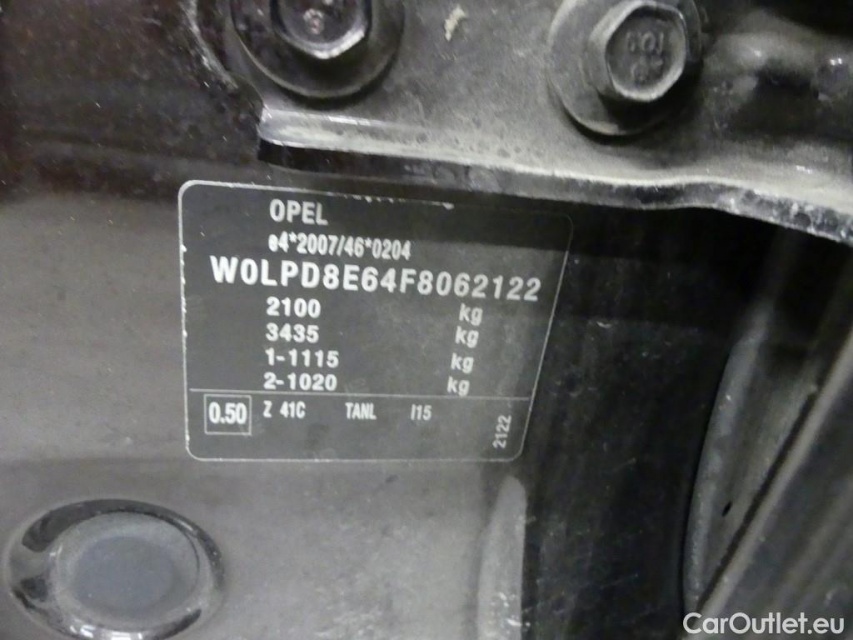 OPEL
e4*2007/46*0204
W0LPD8E64F8062122
2100 kg
3435 kg
1-1115 kg
2-1020 kg
0.50 Z 41C TANL I15
2122
CarOutlet.eu